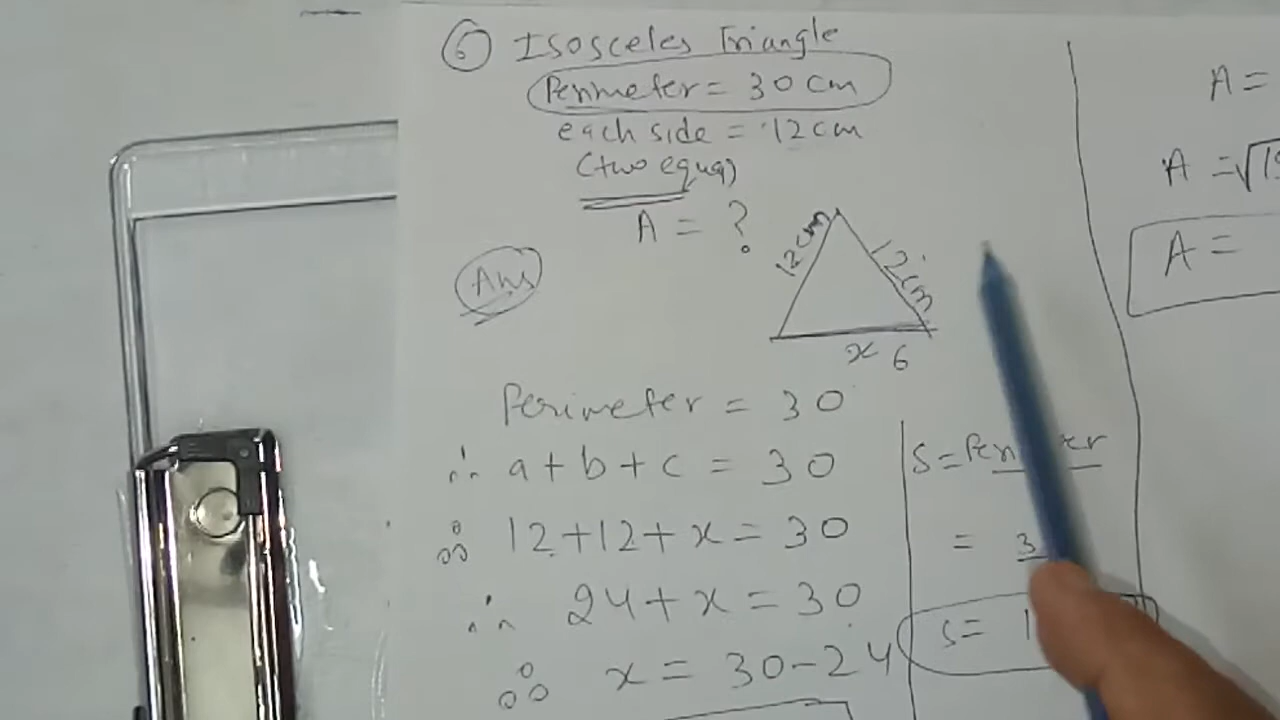 6 Isosceles Triangle
Perimeter = 30 cm
each side = 12 cm
(two equal)
A = ?
Ans
12 cm
12 cm
x 6
Perimeter = 30
∴ a + b + c = 30
∴ 12 + 12 + x = 30
∴ 24 + x = 30
∴ x = 30 - 24
S =
=
S =
A =
A = √
A =